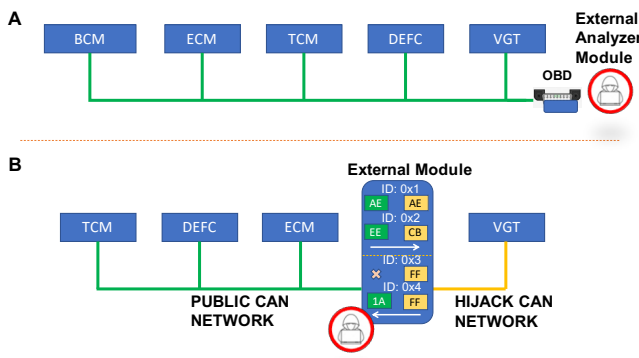 A
BCM
ECM
TCM
DEFC
VGT
External
Analyzer
Module
OBD
B
External Module
TCM
DEFC
ECM
VGT
ID: 0x1
AE AE
ID: 0x2
EE CB
ID: 0x3
FF
ID: 0x4
1A FF
PUBLIC CAN
NETWORK
HIJACK CAN
NETWORK